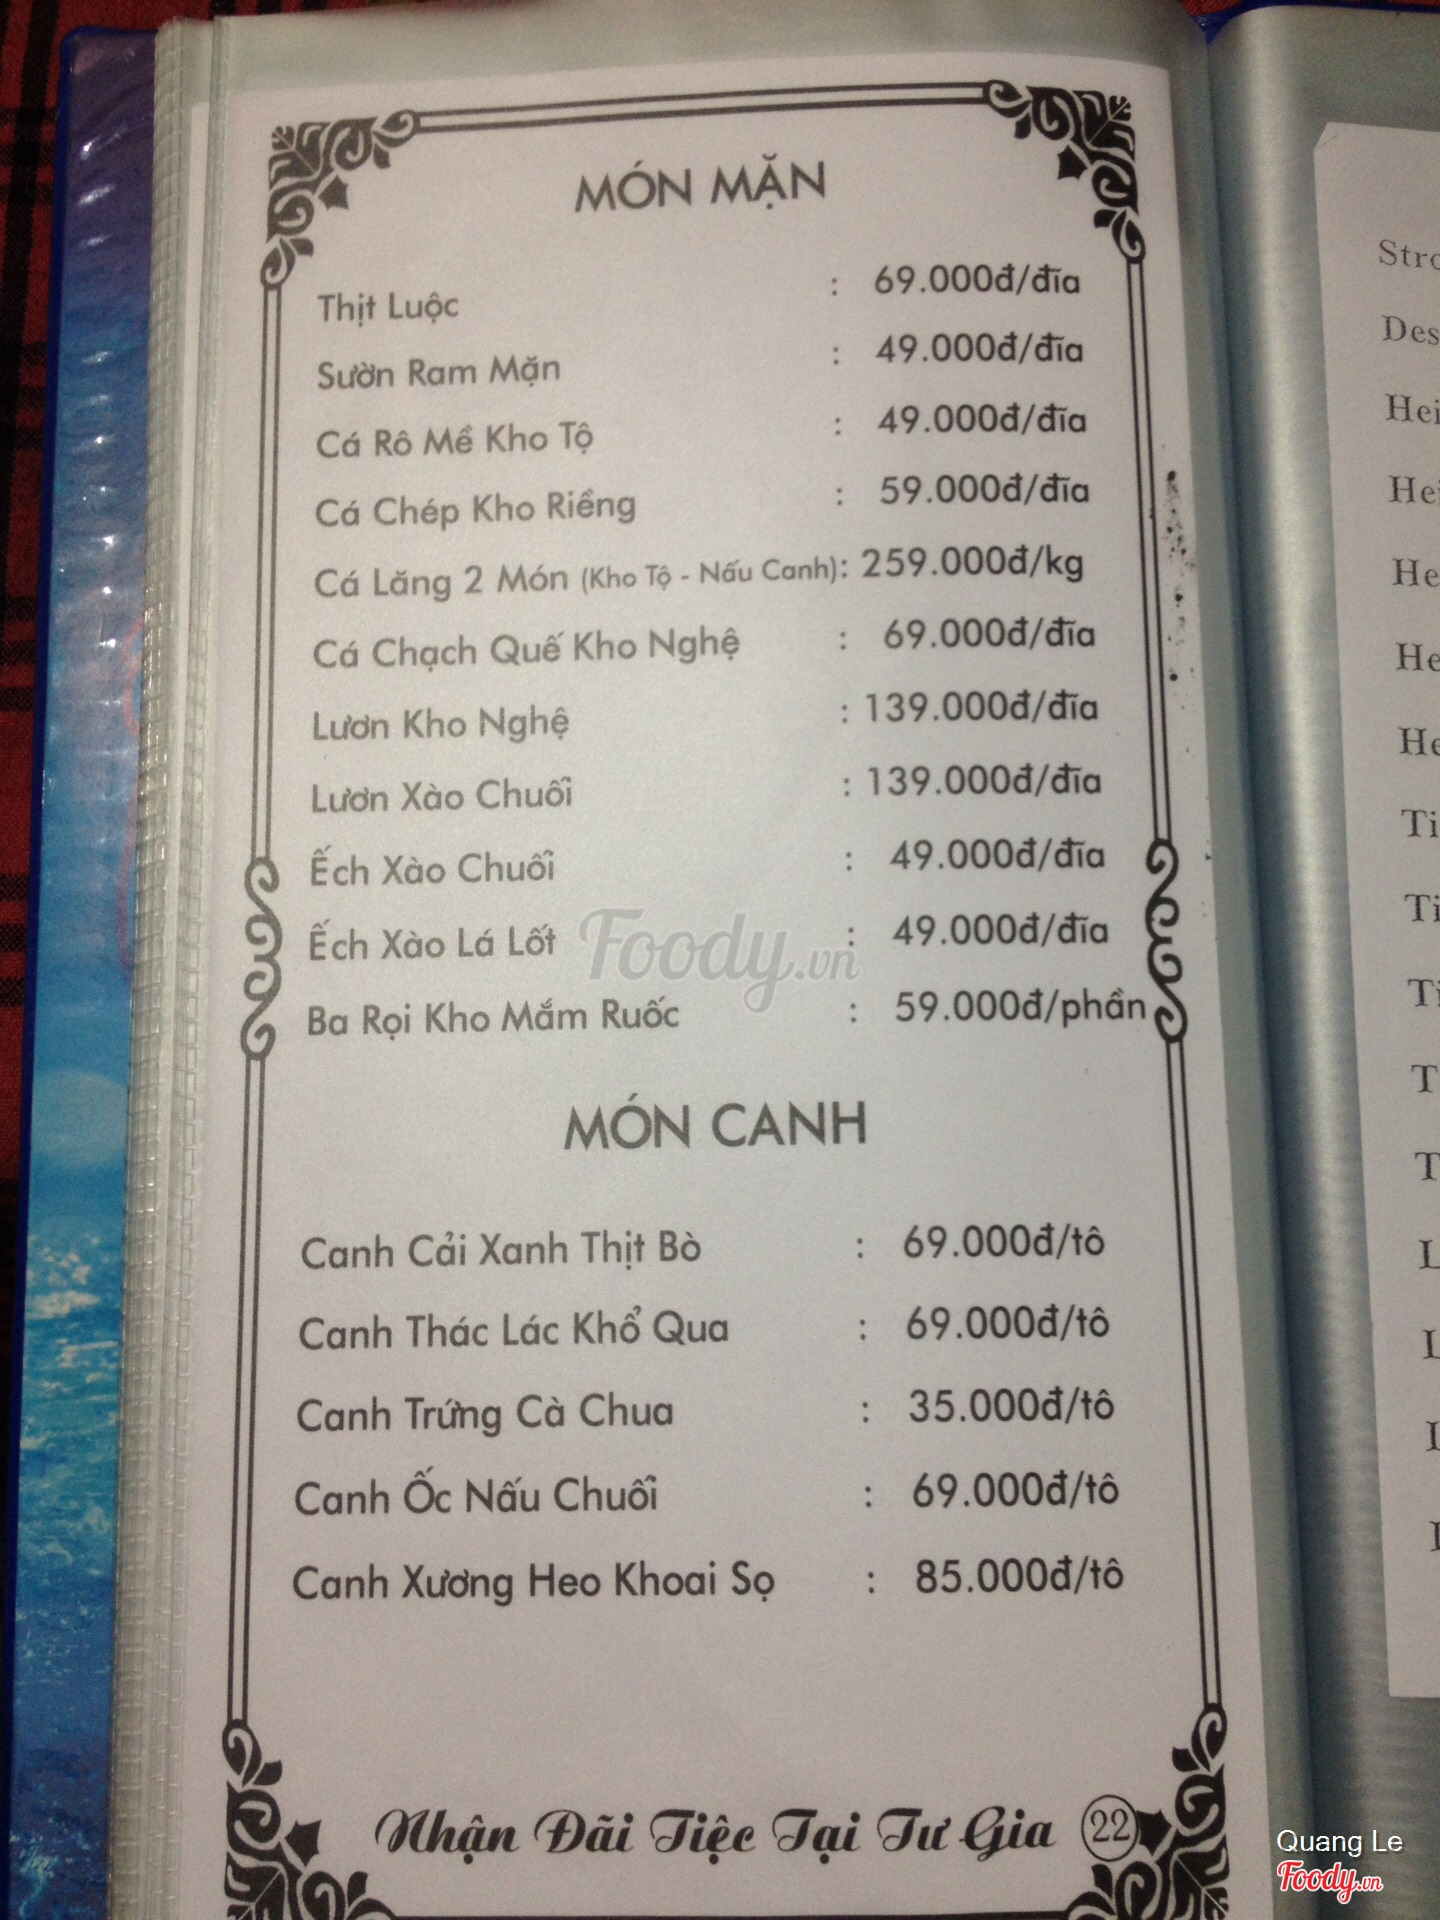 MÓN MẶN
Thịt Luộc : 69.000đ/đĩa
Sườn Ram Mặn : 49.000đ/đĩa
Cá Rô Mề Kho Tộ : 49.000đ/đĩa
Cá Chép Kho Riềng : 59.000đ/đĩa
Cá Lăng 2 Món (Kho Tộ - Nấu Canh): 259.000đ/kg
Cá Chạch Quế Kho Nghệ : 69.000đ/đĩa
Lươn Kho Nghệ : 139.000đ/đĩa
Lươn Xào Chuối : 139.000đ/đĩa
Ếch Xào Chuối : 49.000đ/đĩa
Ếch Xào Lá Lốt : 49.000đ/đĩa
Foody.vn
Ba Rọi Kho Mắm Ruốc : 59.000đ/phần
MÓN CANH
Canh Cải Xanh Thịt Bò : 69.000đ/tô
Canh Thác Lác Khổ Qua : 69.000đ/tô
Canh Trứng Cà Chua : 35.000đ/tô
Canh Ốc Nấu Chuối : 69.000đ/tô
Canh Xương Heo Khoai Sọ : 85.000đ/tô
Nhận Đãi Tiệc Tại Tư Gia 22
Quang Le
Foody.vn